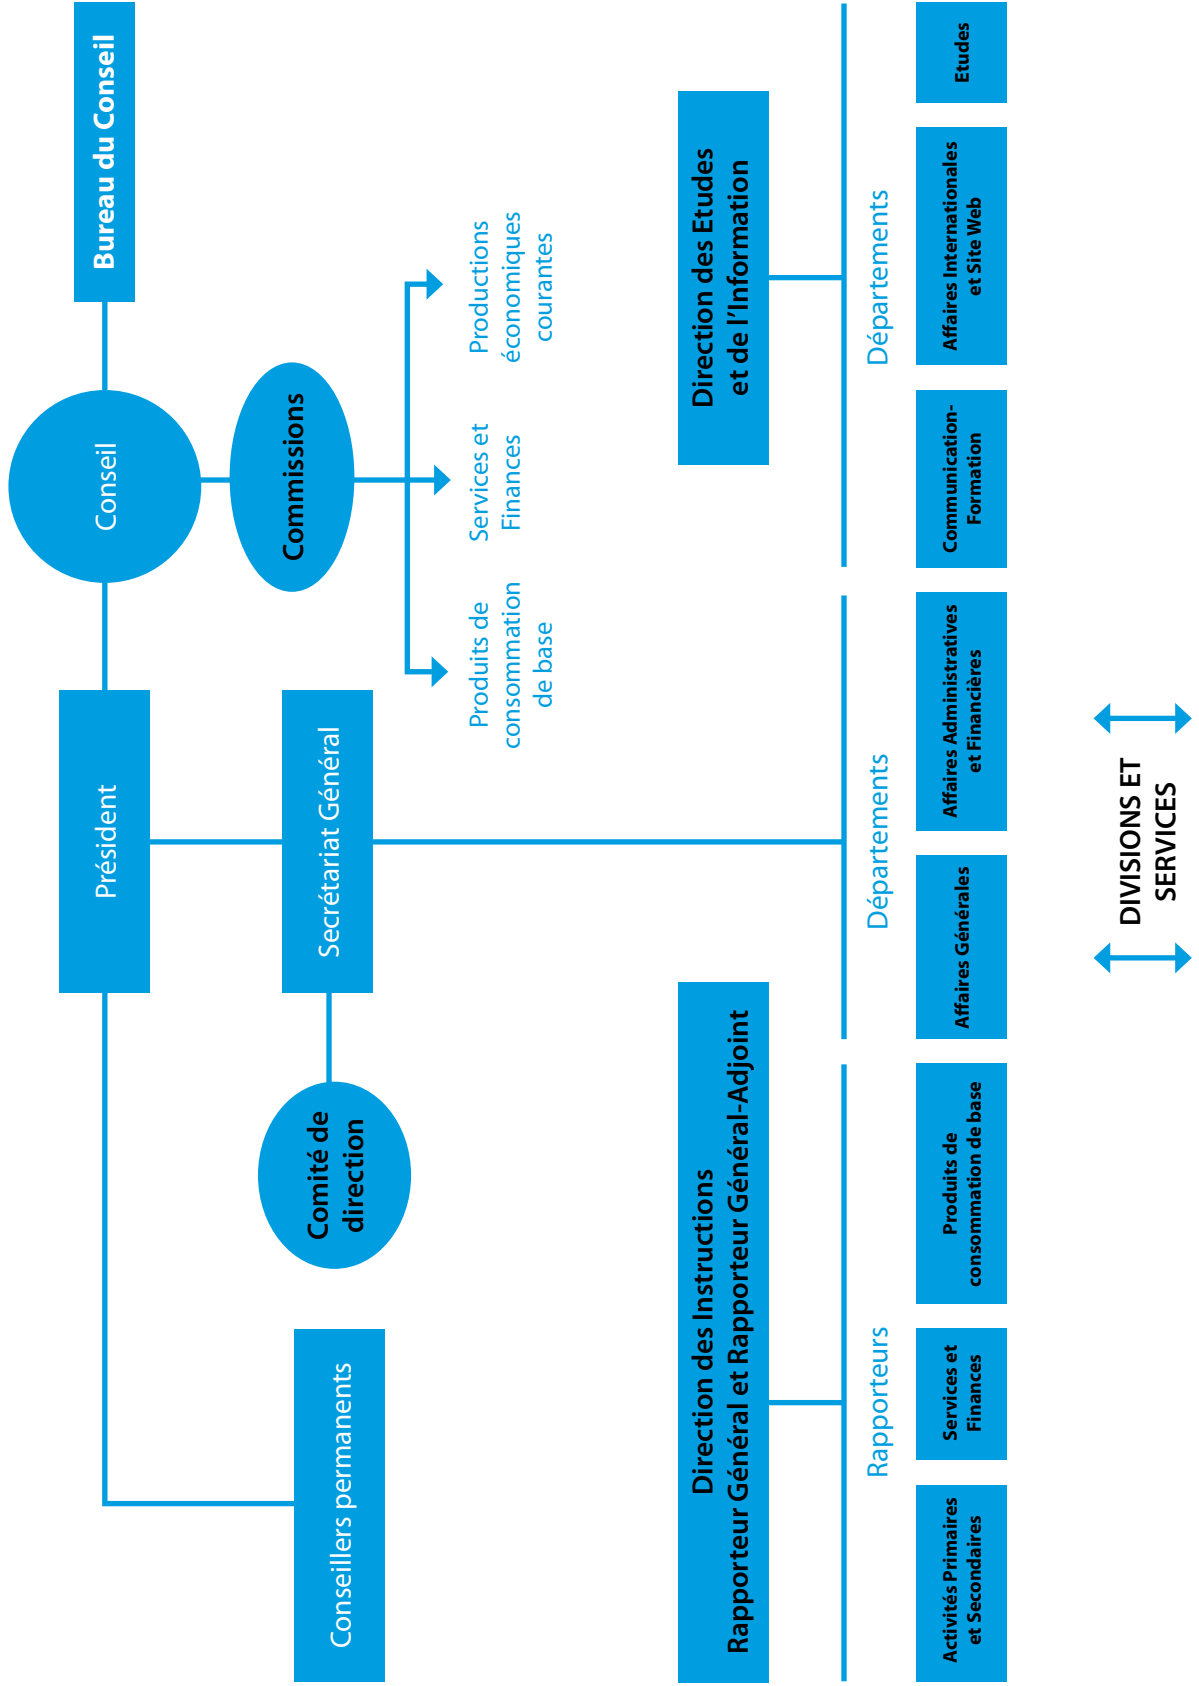 Président
Conseil
Bureau du Conseil
Conseillers permanents
Comité de
direction
Secrétariat Général
Commissions
Produits de
consommation
de base
Services et
Finances
Productions
économiques
courantes
Direction des Instructions
Rapporteur Général et Rapporteur Général-Adjoint
Direction des Etudes
et de l'Information
Rapporteurs
Départements
Départements
Activités Primaires
et Secondaires
Services et
Finances
Produits de
consommation de base
Affaires Générales
Affaires Administratives
et Financières
Communication-
Formation
Affaires Internationales
et Site Web
Etudes
DIVISIONS ET
SERVICES